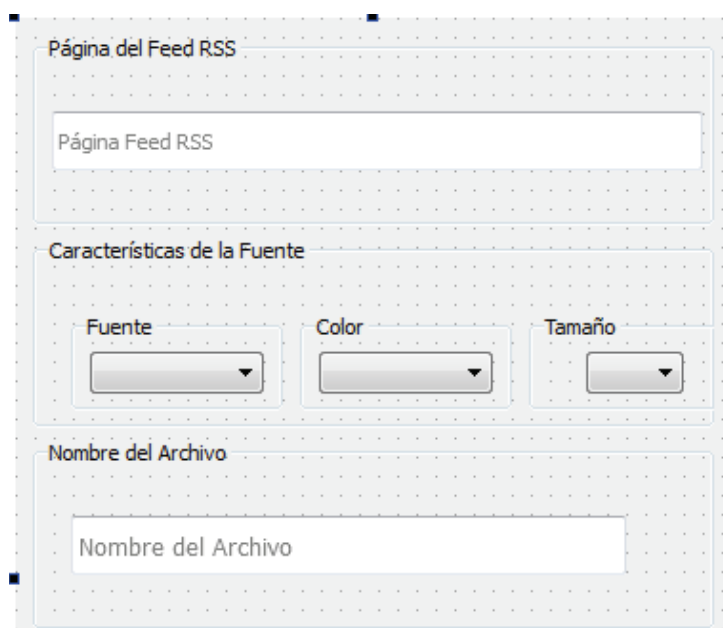 Página del Feed RSS
Página Feed RSS
Características de la Fuente
Fuente
Color
Tamaño
Nombre del Archivo
Nombre del Archivo